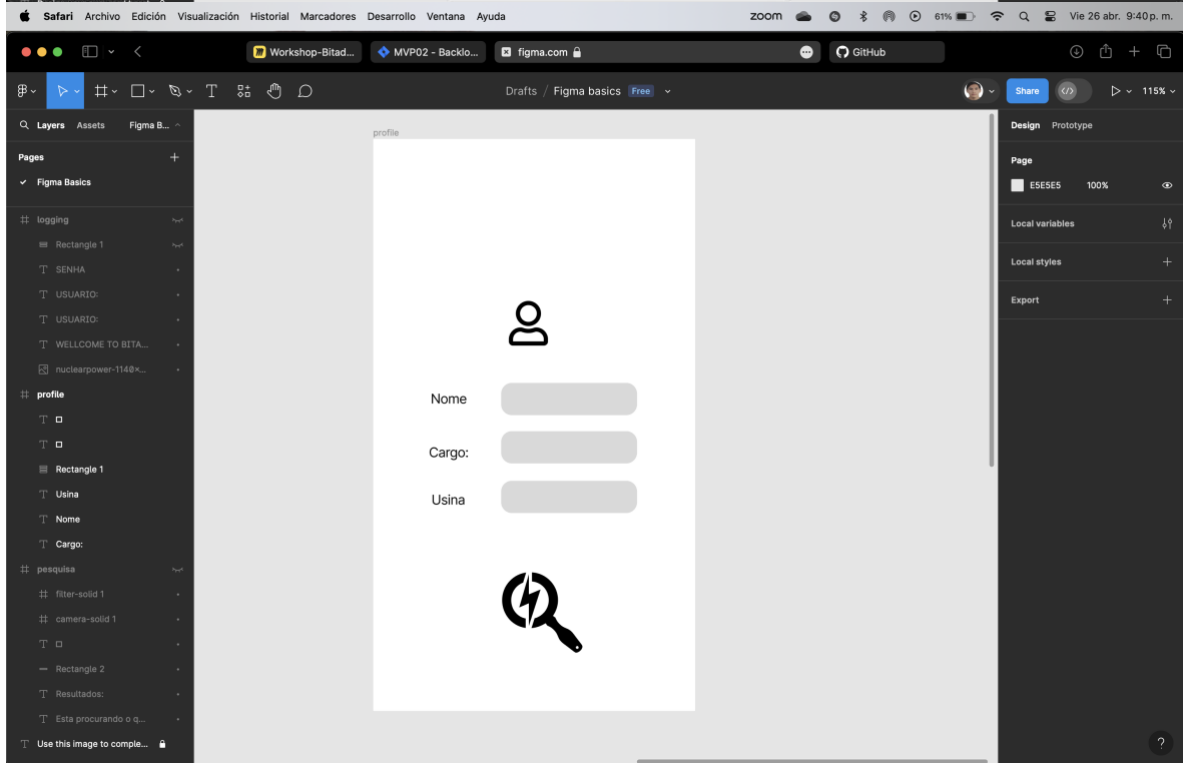 Safari Archivo Edición Visualización Historial Marcadores Desarrollo Ventana Ayuda
zoom 61% Vie 26 abr. 9:40 p. m.
Workshop-Bitad... MVP02 - Backlo... figma.com GitHub
Drafts / Figma basics Free
Share 115%
Layers Assets Figma B...
Pages
Figma Basics
logging
Rectangle 1
SENHA
USUARIO:
USUARIO:
WELLCOME TO BITA...
nuclearpower-1140×...
profile
Rectangle 1
Usina
Nome
Cargo:
pesquisa
filter-solid 1
camera-solid 1
Rectangle 2
Resultados:
Esta procurando o q...
Use this image to comple...
profile
Nome
Cargo:
Usina
Design Prototype
Page
E5E5E5 100%
Local variables
Local styles
Export
?